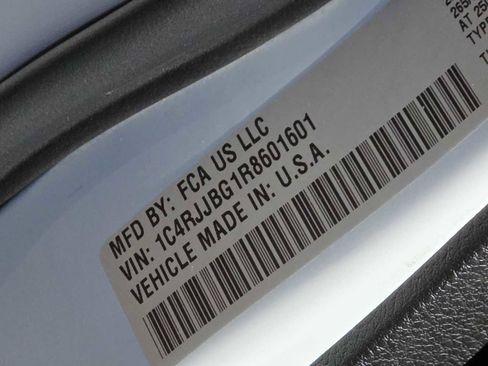 MFD BY: FCA US LLC
VIN: 1C4RJJBG1R8601601
VEHICLE MADE IN: U.S.A.